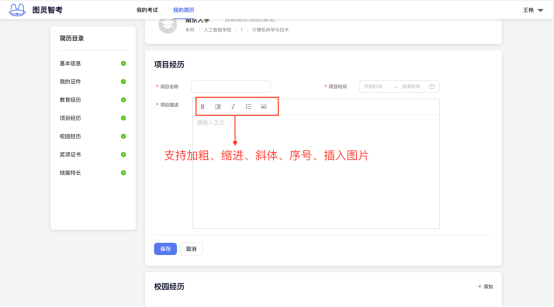 图灵智考
我的考试
我的简历
王艳
简历目录
基本信息
我的证件
教育经历
项目经历
校园经历
奖项证书
技能特长
南京大学
本科 | 人工智能学院 | 1 | 计算机科学与技术
项目经历
* 项目名称
* 项目时间
开始时间 → 结束时间
* 项目描述
B I
请输入正文
支持加粗、缩进、斜体、序号、插入图片
保存
取消
校园经历
+ 添加